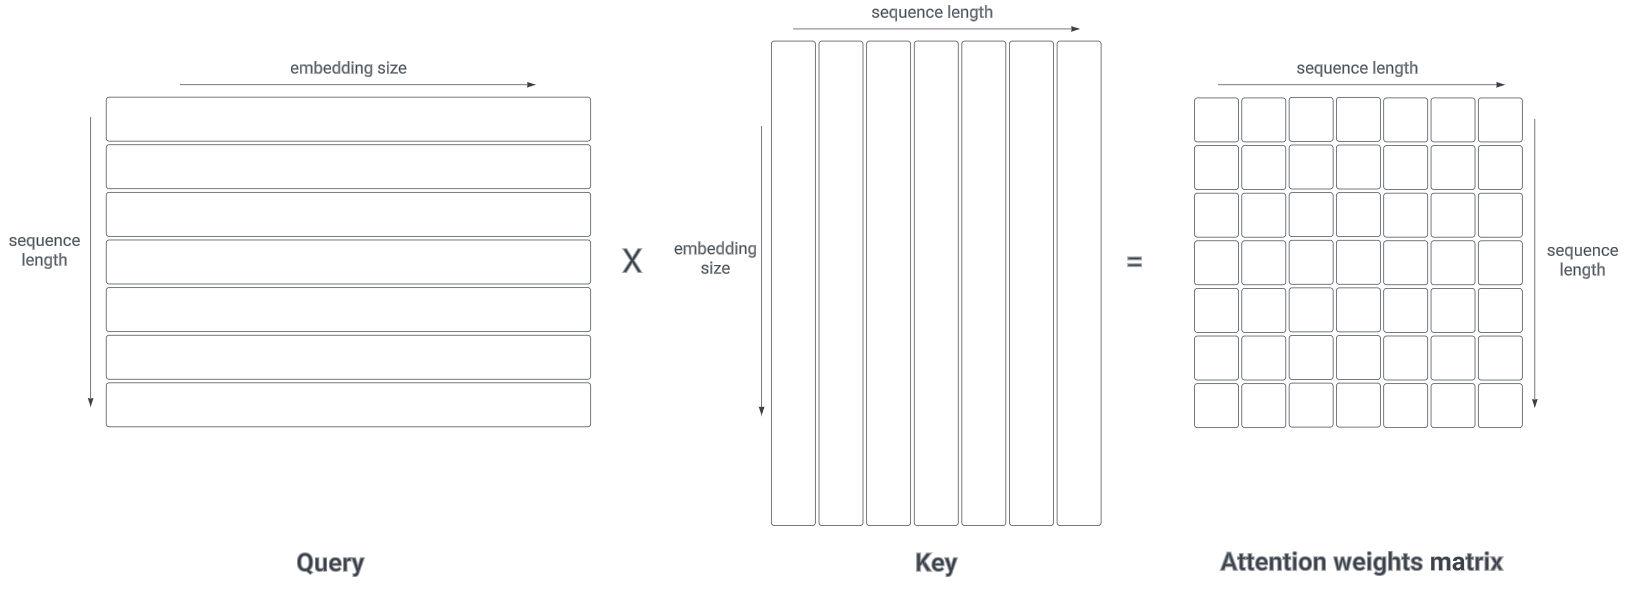 embedding size
sequence
length
Query
X
sequence length
embedding
size
Key
=
sequence length
sequence
length
Attention weights matrix